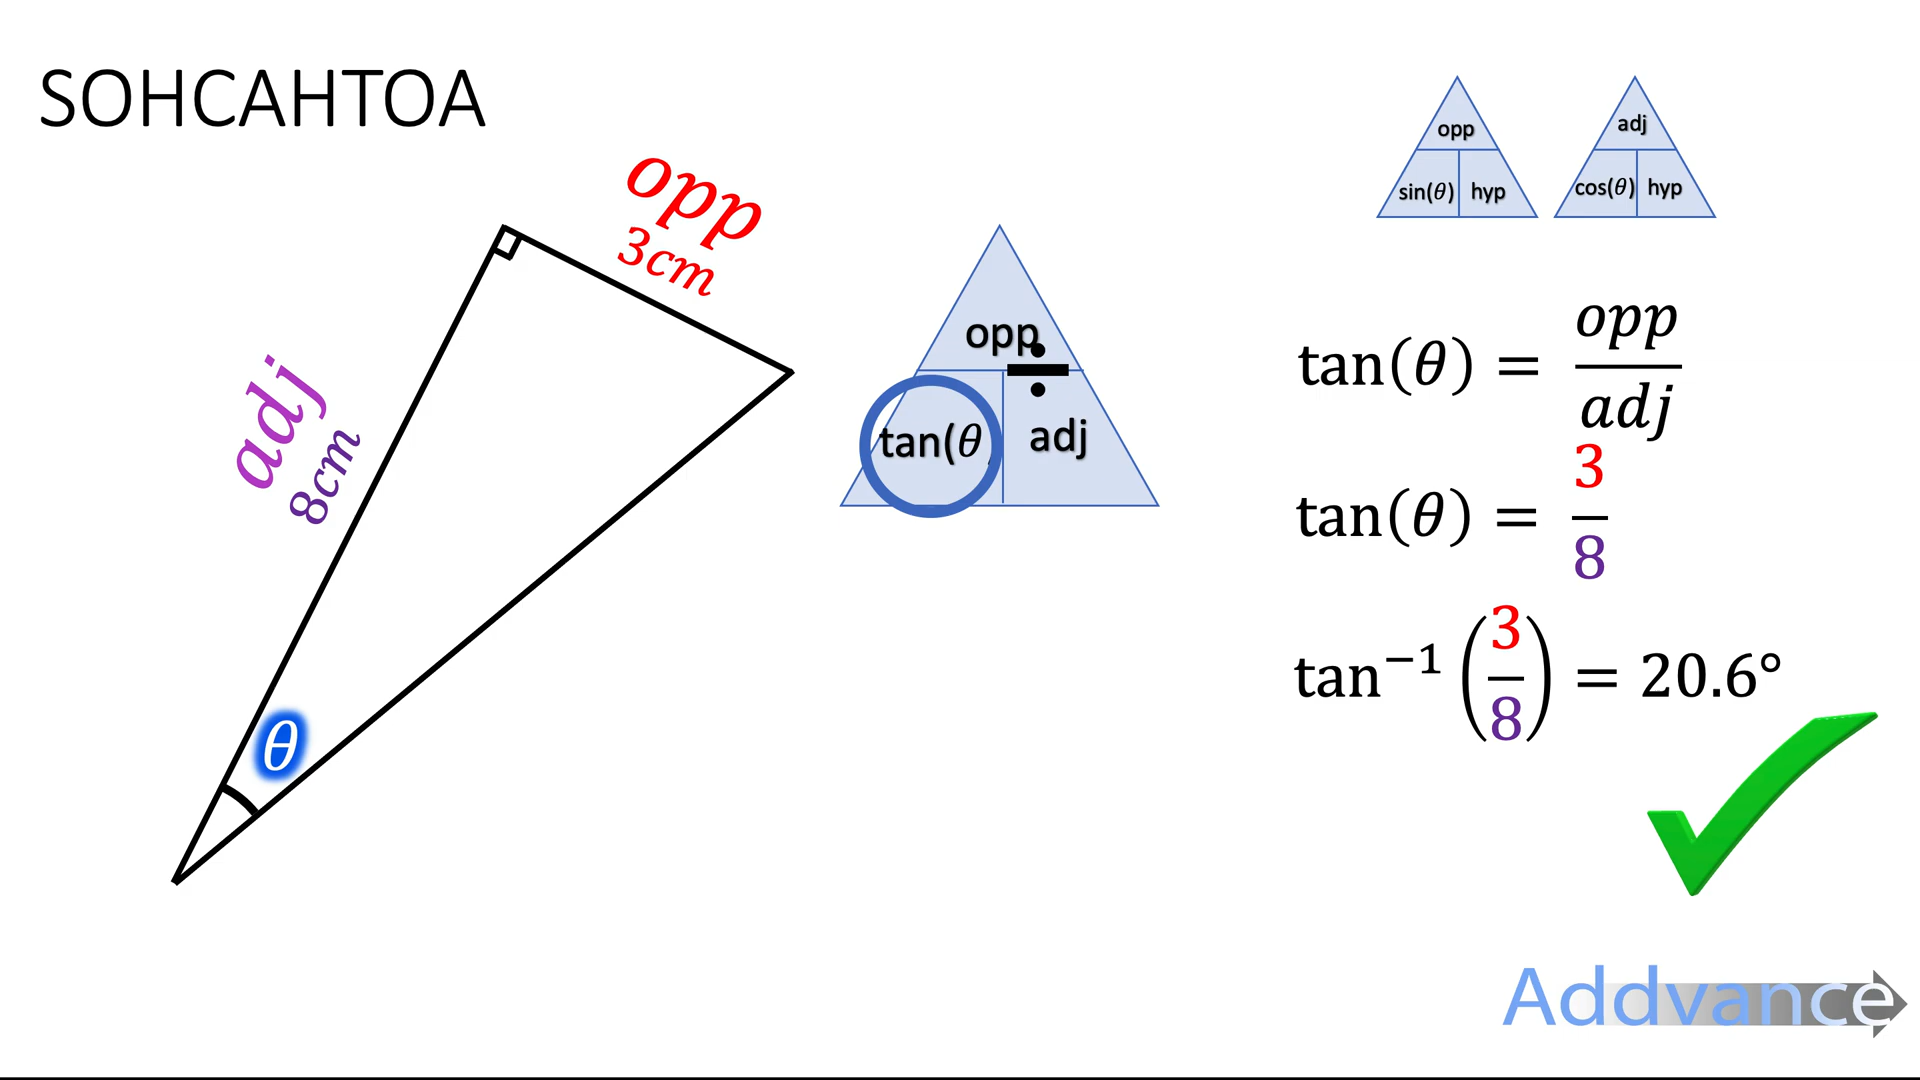 SOHCAHTOA
opp
3cm
adj
8cm
θ
opp
÷
tan(θ
adj
opp
sin(θ) hyp
adj
cos(θ) hyp
tan(θ) = opp/adj
tan(θ) = 3/8
tan⁻¹(3/8) = 20.6°
Addvance